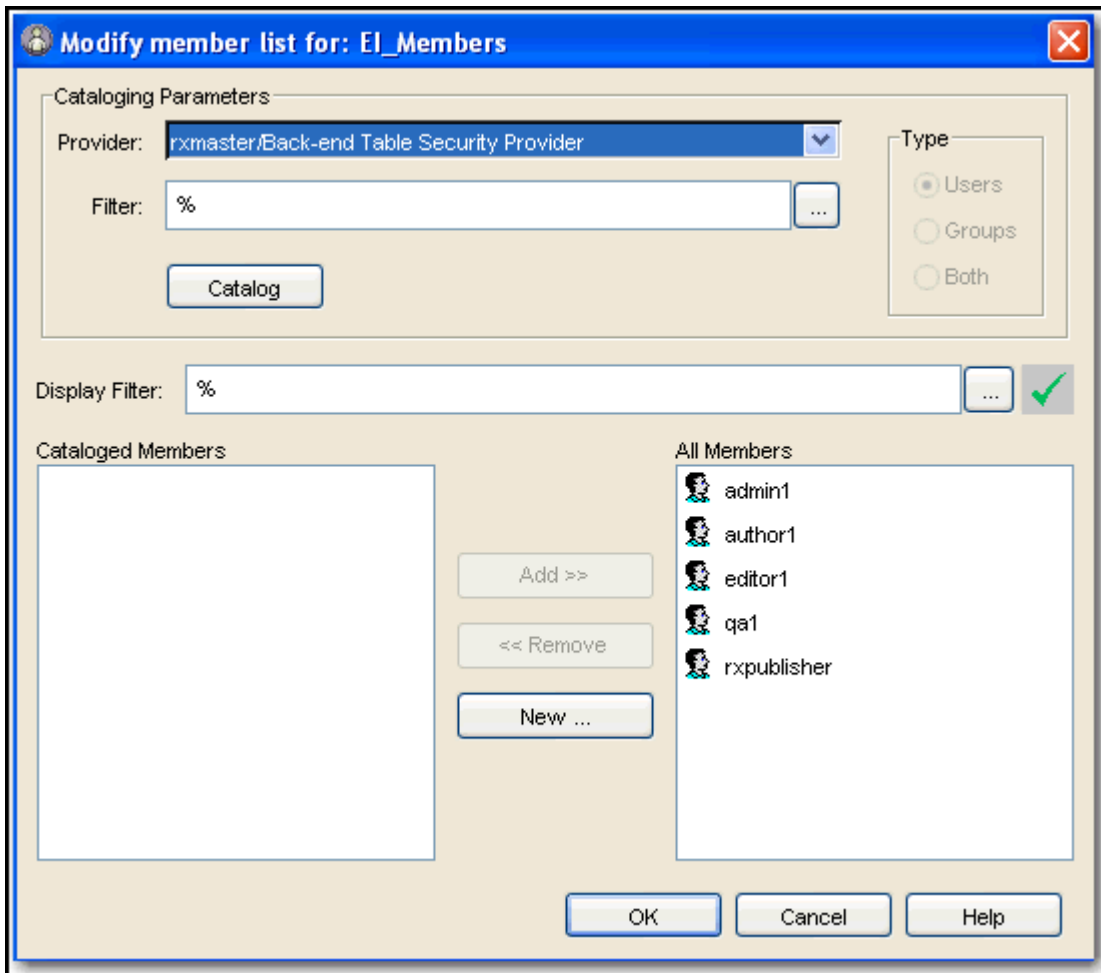 Modify member list for: EI_Members
Cataloging Parameters
Provider: rxmaster/Back-end Table Security Provider
Type
Users
Filter: % ...
Groups
Both
Catalog
Display Filter: % ...
Cataloged Members
All Members
admin1
author1
editor1
qa1
rxpublisher
Add >>
<< Remove
New ...
OK Cancel Help